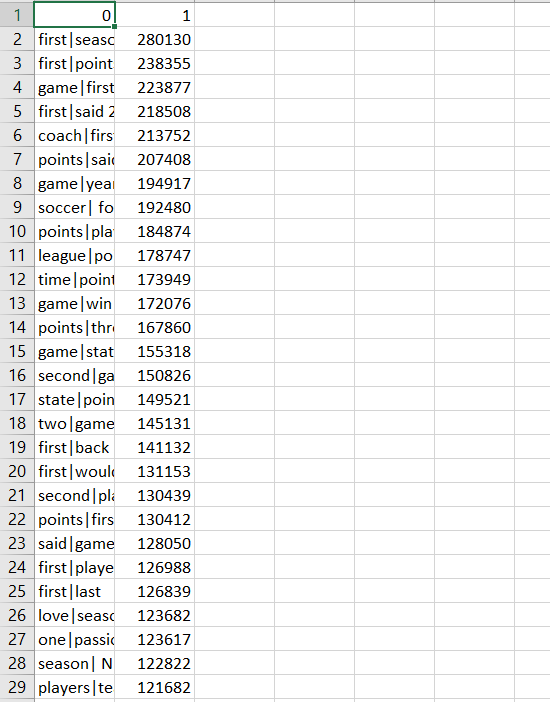 1 0 1
2 first|seasc 280130
3 first|point 238355
4 game|first 223877
5 first|said 2 218508
6 coach|firs 213752
7 points|said 207408
8 game|year 194917
9 soccer| fo 192480
10 points|pla 184874
11 league|po 178747
12 time|point 173949
13 game|win 172076
14 points|thr 167860
15 game|stat 155318
16 second|ga 150826
17 state|poin 149521
18 two|game 145131
19 first|back 141132
20 first|would 131153
21 second|pla 130439
22 points|firs 130412
23 said|game 128050
24 first|playe 126988
25 first|last 126839
26 love|seasc 123682
27 one|passic 123617
28 season| N 122822
29 players|te 121682